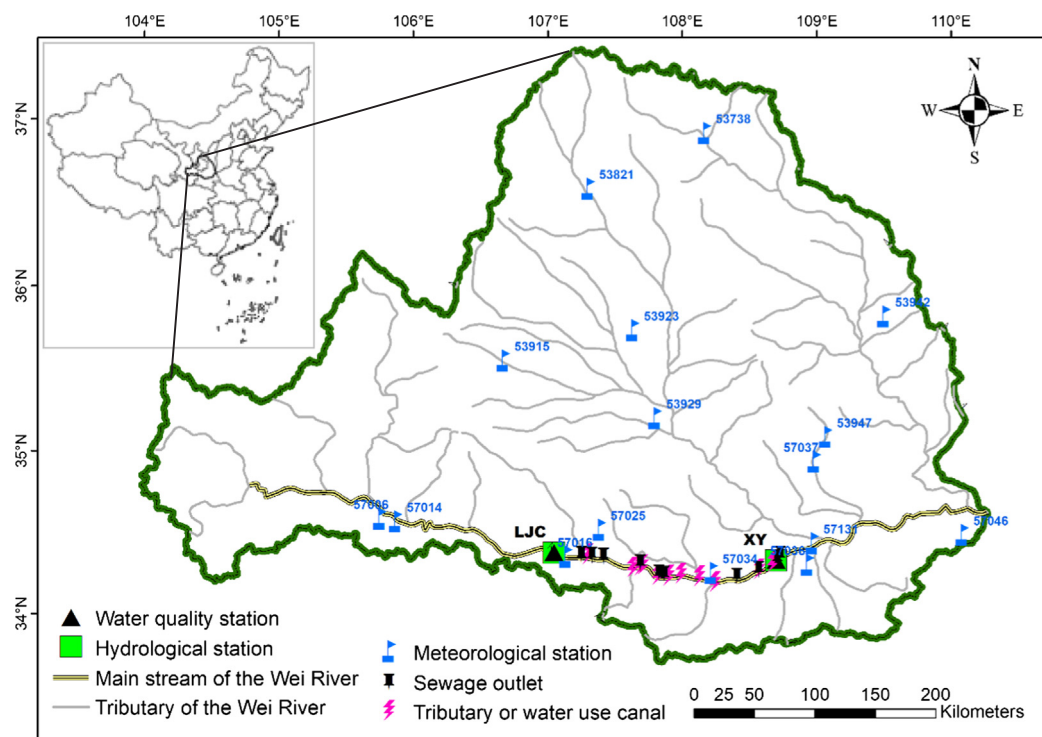 104°E 105°E 106°E 107°E 108°E 109°E 110°E
37°N
36°N
35°N
34°N
N
W E
S
53738
53821
53942
53923
53915
53929
53947
57037
57014
57025
57131
57046
LJC
XY
57016
57034
Water quality station
Hydrological station
Main stream of the Wei River
Tributary of the Wei River
Meteorological station
Sewage outlet
Tributary or water use canal
0 25 50 100 150 200
Kilometers